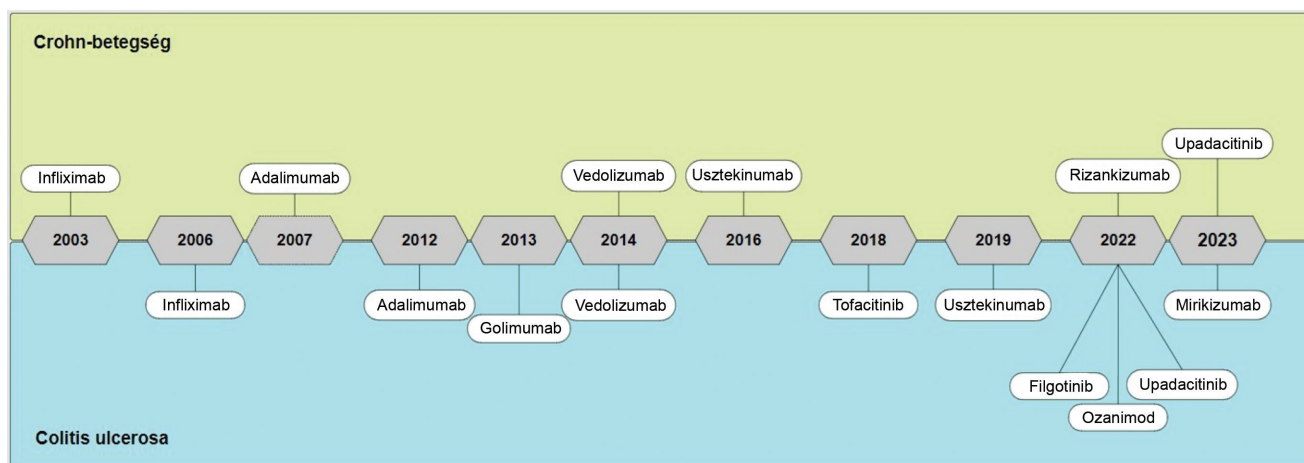 Crohn-betegség
Upadacitinib
Infliximab
Adalimumab
Vedolizumab
Usztekinumab
Rizankizumab
2003
2006
2007
2012
2013
2014
2016
2018
2019
2022
2023
Infliximab
Adalimumab
Golimumab
Vedolizumab
Tofacitinib
Usztekinumab
Mirikizumab
Filgotinib
Ozanimod
Upadacitinib
Colitis ulcerosa